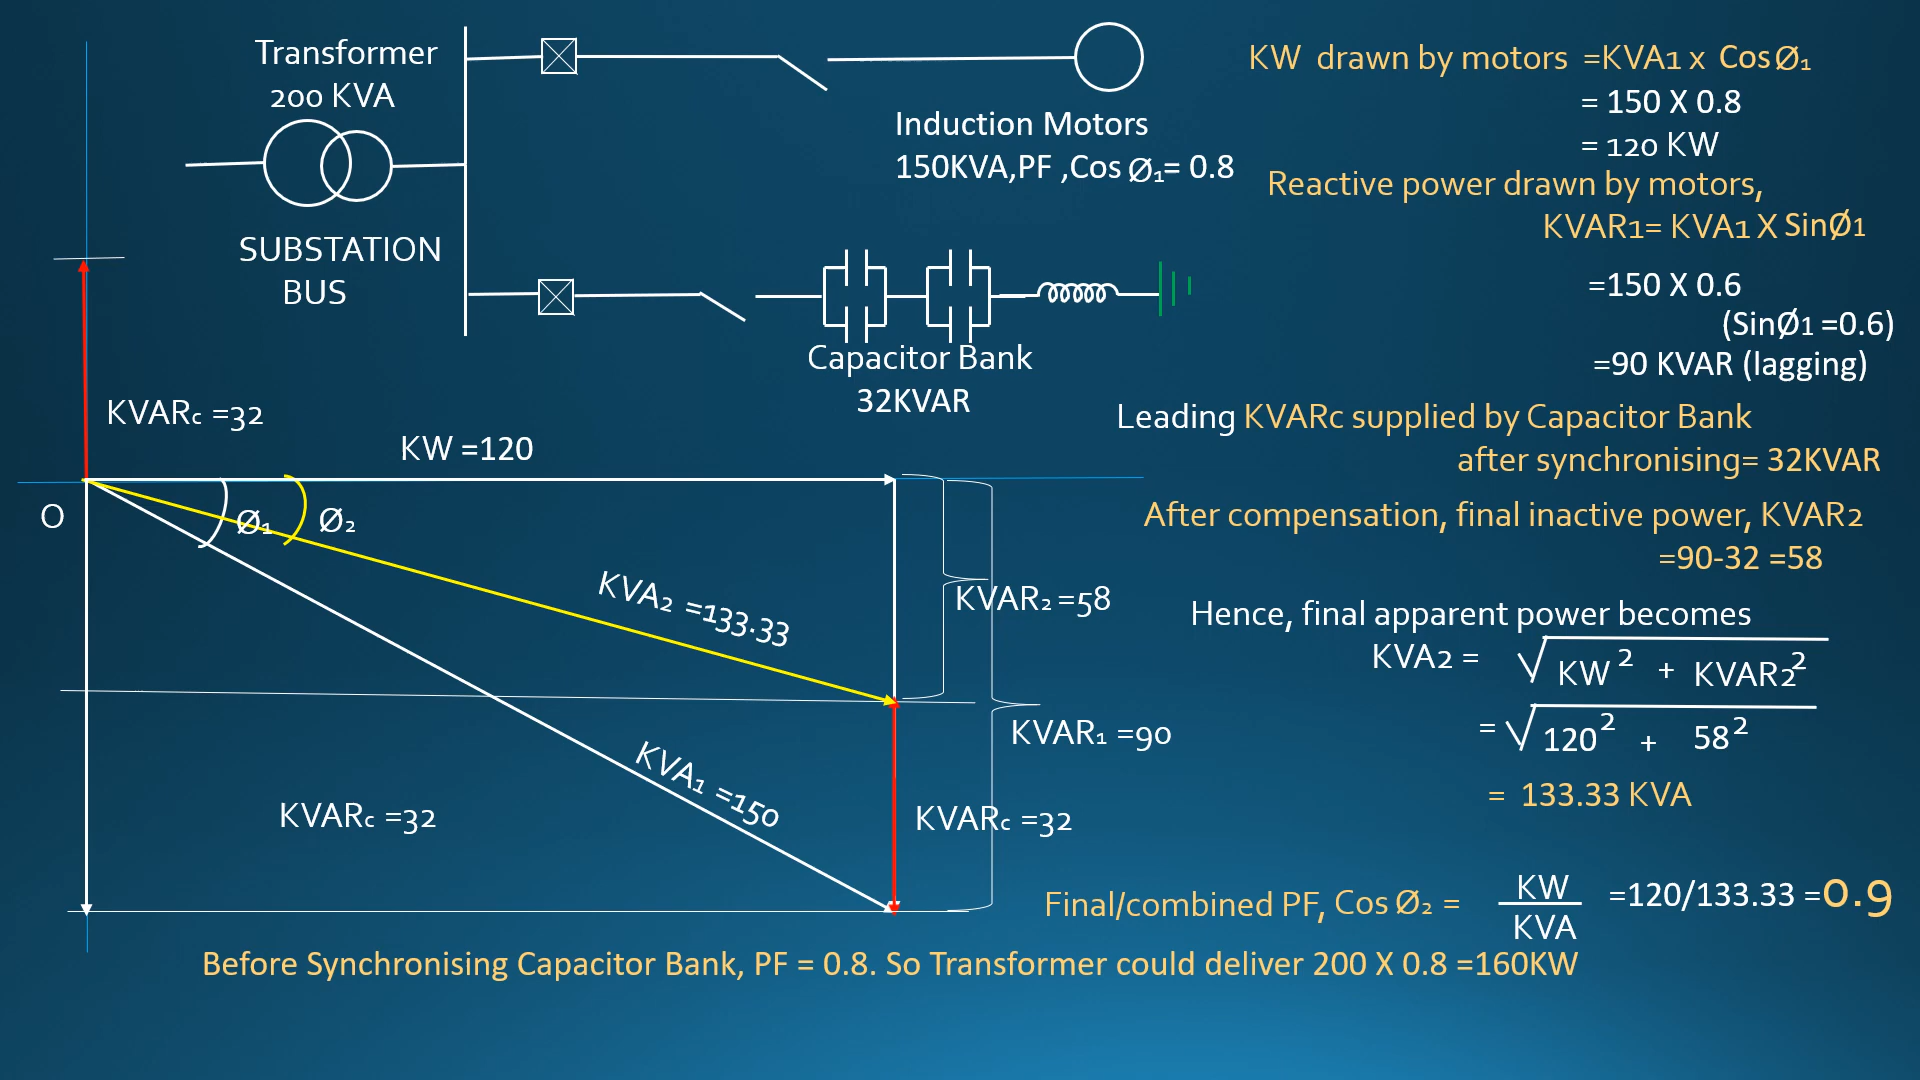 Transformer
200 KVA
SUBSTATION
BUS
Induction Motors
150KVA,PF ,Cos Ø₁= 0.8
Capacitor Bank
32KVAR
KVARc =32
KW =120
O
Ø₁
Ø₂
KVA₂ =133.33
KVAR₂ =58
KVA₁ =150
KVAR₁ =90
KVARc =32
KVARc =32
KW drawn by motors =KVA1 x Cos Ø₁
= 150 X 0.8
= 120 KW
Reactive power drawn by motors,
KVAR1= KVA1 X SinØ1
=150 X 0.6
(SinØ1 =0.6)
=90 KVAR (lagging)
Leading KVARc supplied by Capacitor Bank
after synchronising= 32KVAR
After compensation, final inactive power, KVAR2
=90-32 =58
Hence, final apparent power becomes
KVA2 = √ KW ² + KVAR2²
= √ 120² + 58²
= 133.33 KVA
Final/combined PF, Cos Ø₂ = KW / KVA =120/133.33 =0.9
Before Synchronising Capacitor Bank, PF = 0.8. So Transformer could deliver 200 X 0.8 =160KW